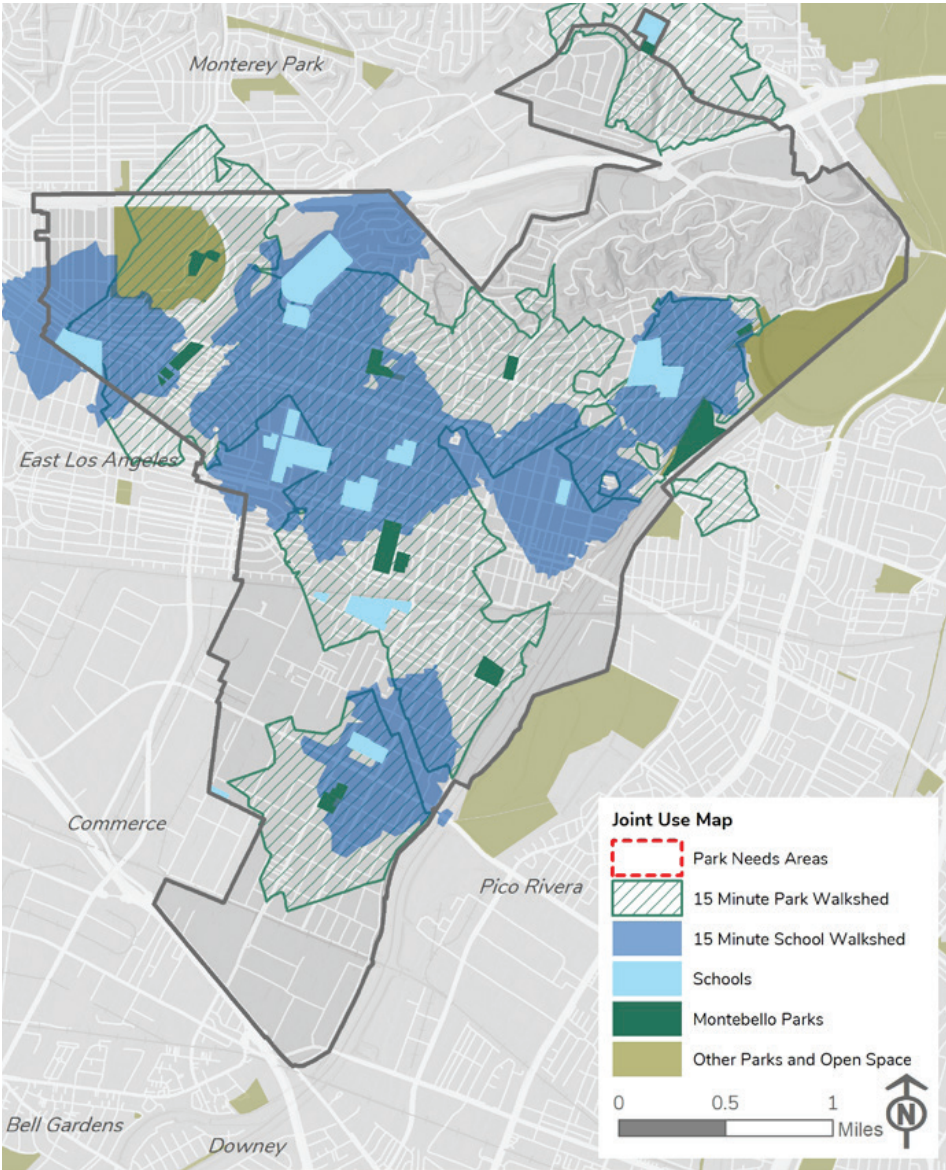 Monterey Park
East Los Angeles
Commerce
Pico Rivera
Bell Gardens
Downey
Joint Use Map
Park Needs Areas
15 Minute Park Walkshed
15 Minute School Walkshed
Schools
Montebello Parks
Other Parks and Open Space
0 0.5 1
Miles
N